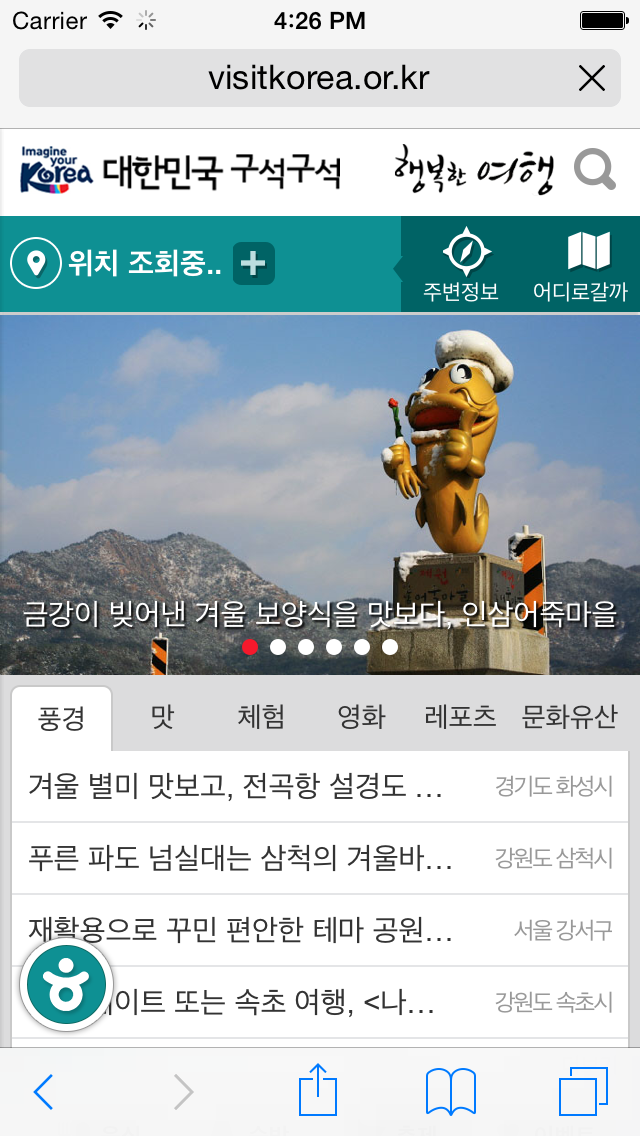 Carrier 4:26 PM
visitkorea.or.kr
Imagine your Korea 대한민국 구석구석 행복한 여행
위치 조회중.. +
주변정보 어디로갈까
금강이 빚어낸 겨울 보양식을 맛보다, 인삼어죽마을
풍경 맛 체험 영화 레포츠 문화유산
겨울 별미 맛보고, 전곡항 설경도 … 경기도 화성시
푸른 파도 넘실대는 삼척의 겨울바… 강원도 삼척시
재활용으로 꾸민 편안한 테마 공원… 서울 강서구
이트 또는 속초 여행, <나… 강원도 속초시